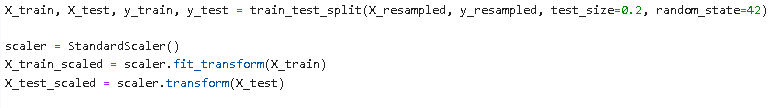 X_train, X_test, y_train, y_test = train_test_split(X_resampled, y_resampled, test_size=0.2, random_state=42)
scaler = StandardScaler()
X_train_scaled = scaler.fit_transform(X_train)
X_test_scaled = scaler.transform(X_test)